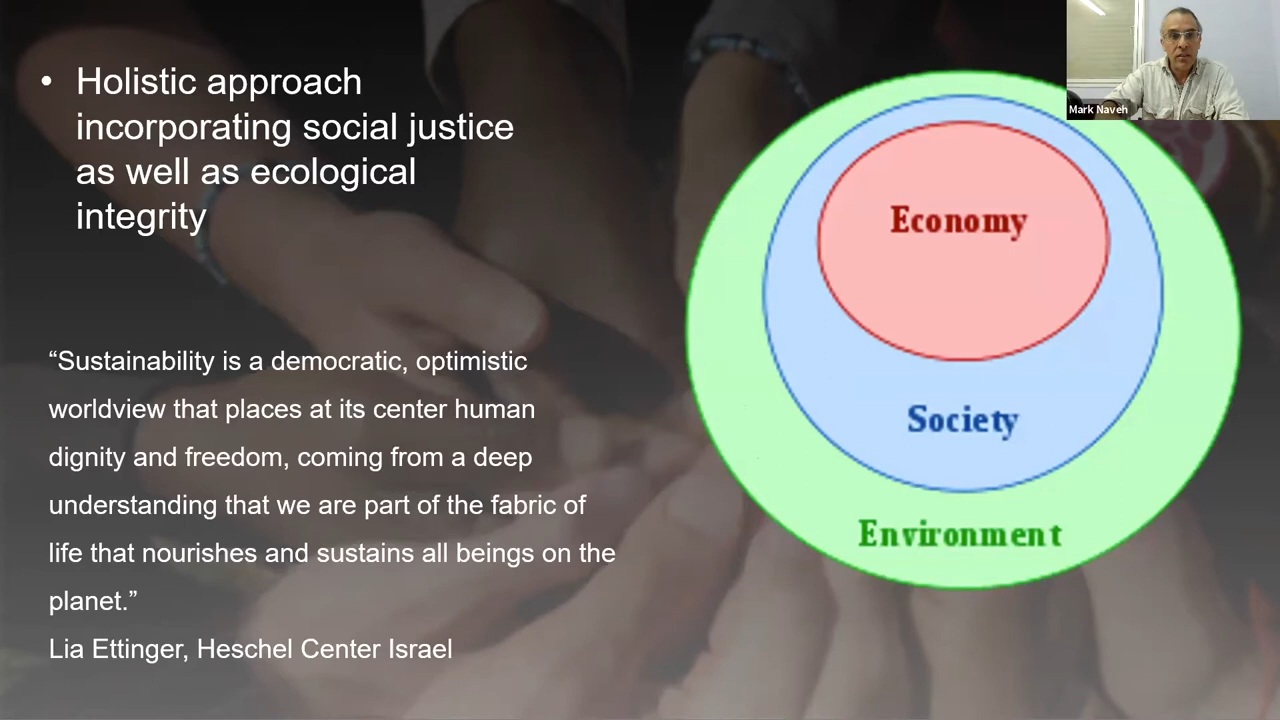 • Holistic approach
incorporating social justice
as well as ecological
integrity
“Sustainability is a democratic, optimistic
worldview that places at its center human
dignity and freedom, coming from a deep
understanding that we are part of the fabric of
life that nourishes and sustains all beings on the
planet.”
Lia Ettinger, Heschel Center Israel
Economy
Society
Environment
Mark Naveh